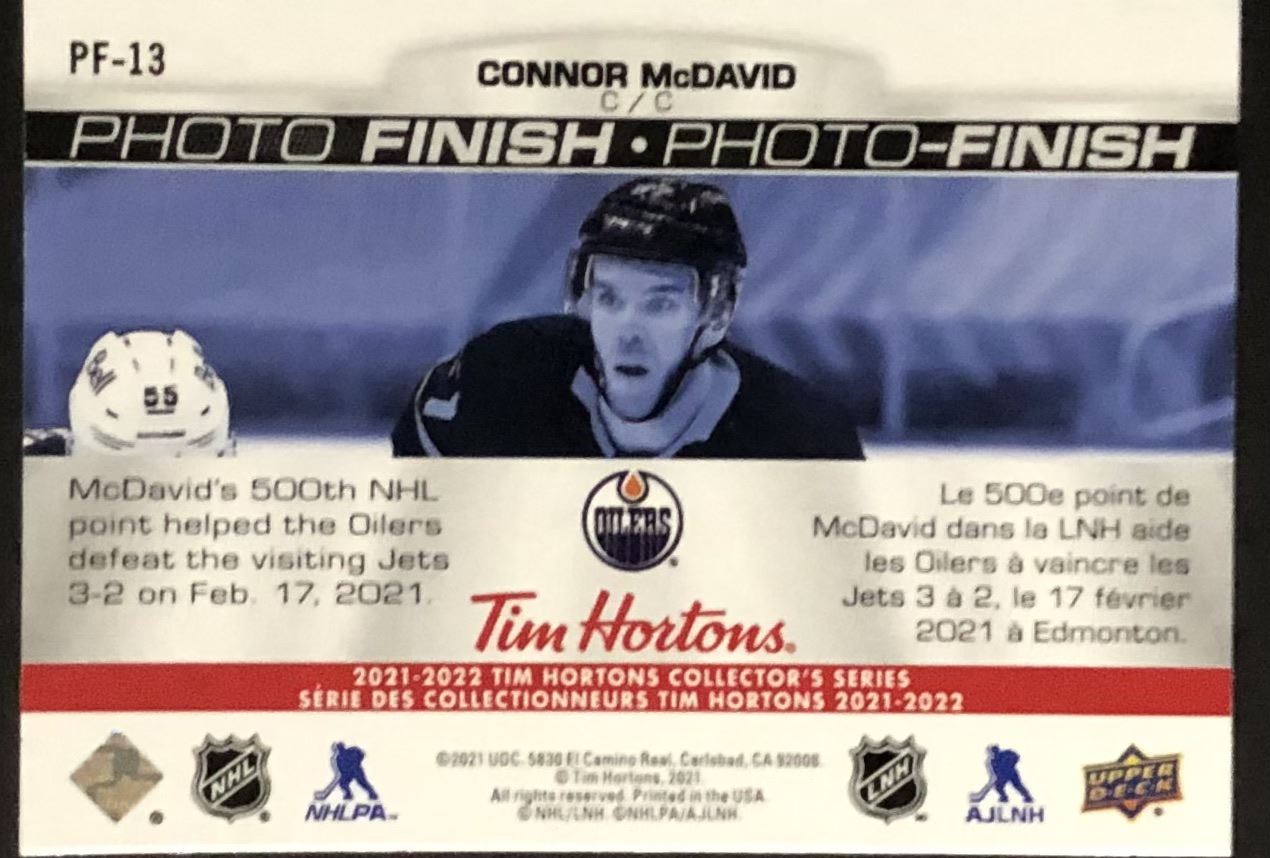 PF-13
CONNOR McDAVID
C / C
PHOTO FINISH • PHOTO-FINISH
55
McDavid's 500th NHL
point helped the Oilers
defeat the visiting Jets
3-2 on Feb. 17, 2021.
OILERS
Le 500e point de
McDavid dans la LNH aide
les Oilers à vaincre les
Jets 3 à 2, le 17 février
2021 à Edmonton.
Tim Hortons.
2021-2022 TIM HORTONS COLLECTOR'S SERIES
SÉRIE DES COLLECTIONNEURS TIM HORTONS 2021-2022
NHL
NHLPA
©2021 UDC. 5830 El Camino Real, Carlsbad, CA 92008.
© Tim Hortons, 2021.
All rights reserved. Printed in the USA.
© NHL/LNH. ©NHLPA/AJLNH.
LNH
AJLNH
UPPER
DECK